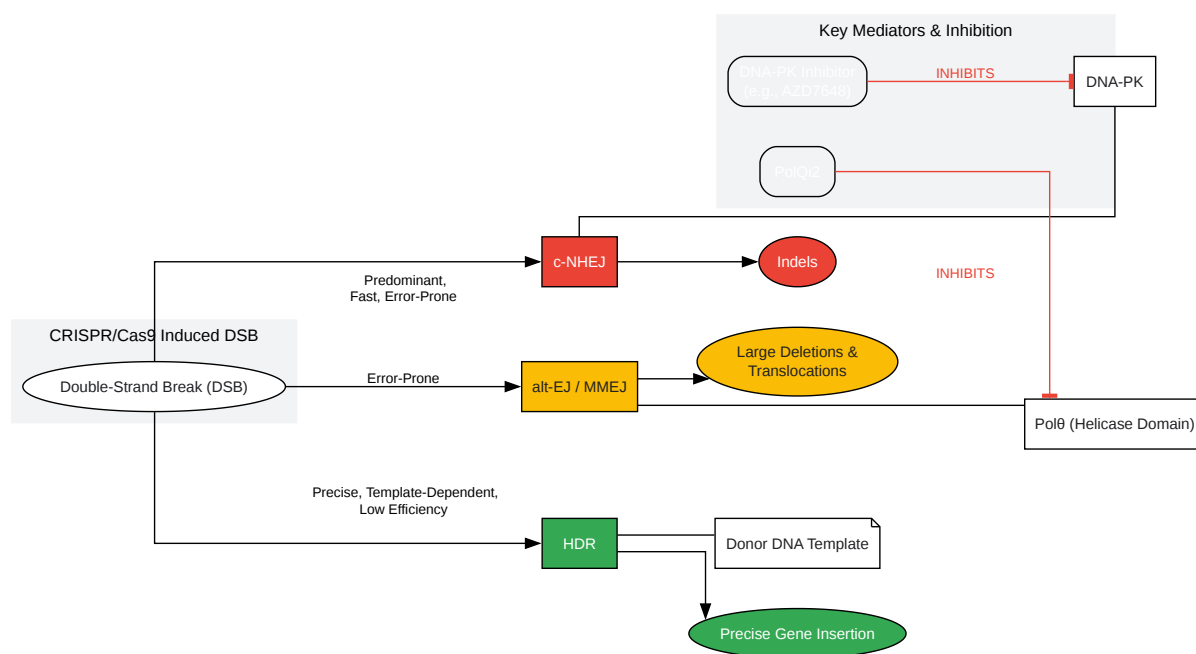 Key Mediators & Inhibition
DNA-PK Inhibitor
(e.g., AZD7648)
INHIBITS
DNA-PK
PolQi2
c-NHEJ
Indels
Predominant,
Fast, Error-Prone
INHIBITS
CRISPR/Cas9 Induced DSB
Double-Strand Break (DSB)
Error-Prone
alt-EJ / MMEJ
Large Deletions &
Translocations
Polθ (Helicase Domain)
Precise, Template-Dependent,
Low Efficiency
HDR
Donor DNA Template
Precise Gene Insertion